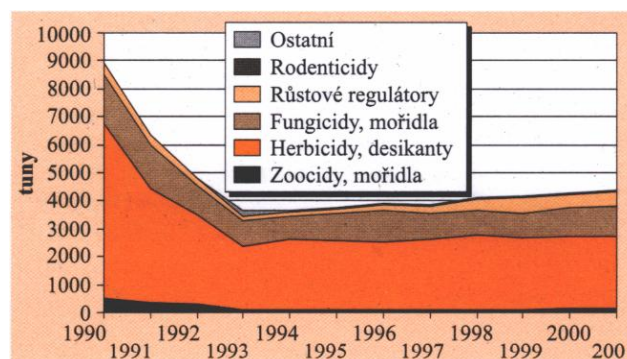 tuny
10000
9000
8000
7000
6000
5000
4000
3000
2000
1000
0
Ostatní
Rodenticidy
Růstové regulátory
Fungicidy, mořidla
Herbicidy, desikanty
Zoocidy, mořidla
1990 1992 1994 1996 1998 2000
1991 1993 1995 1997 1999 200